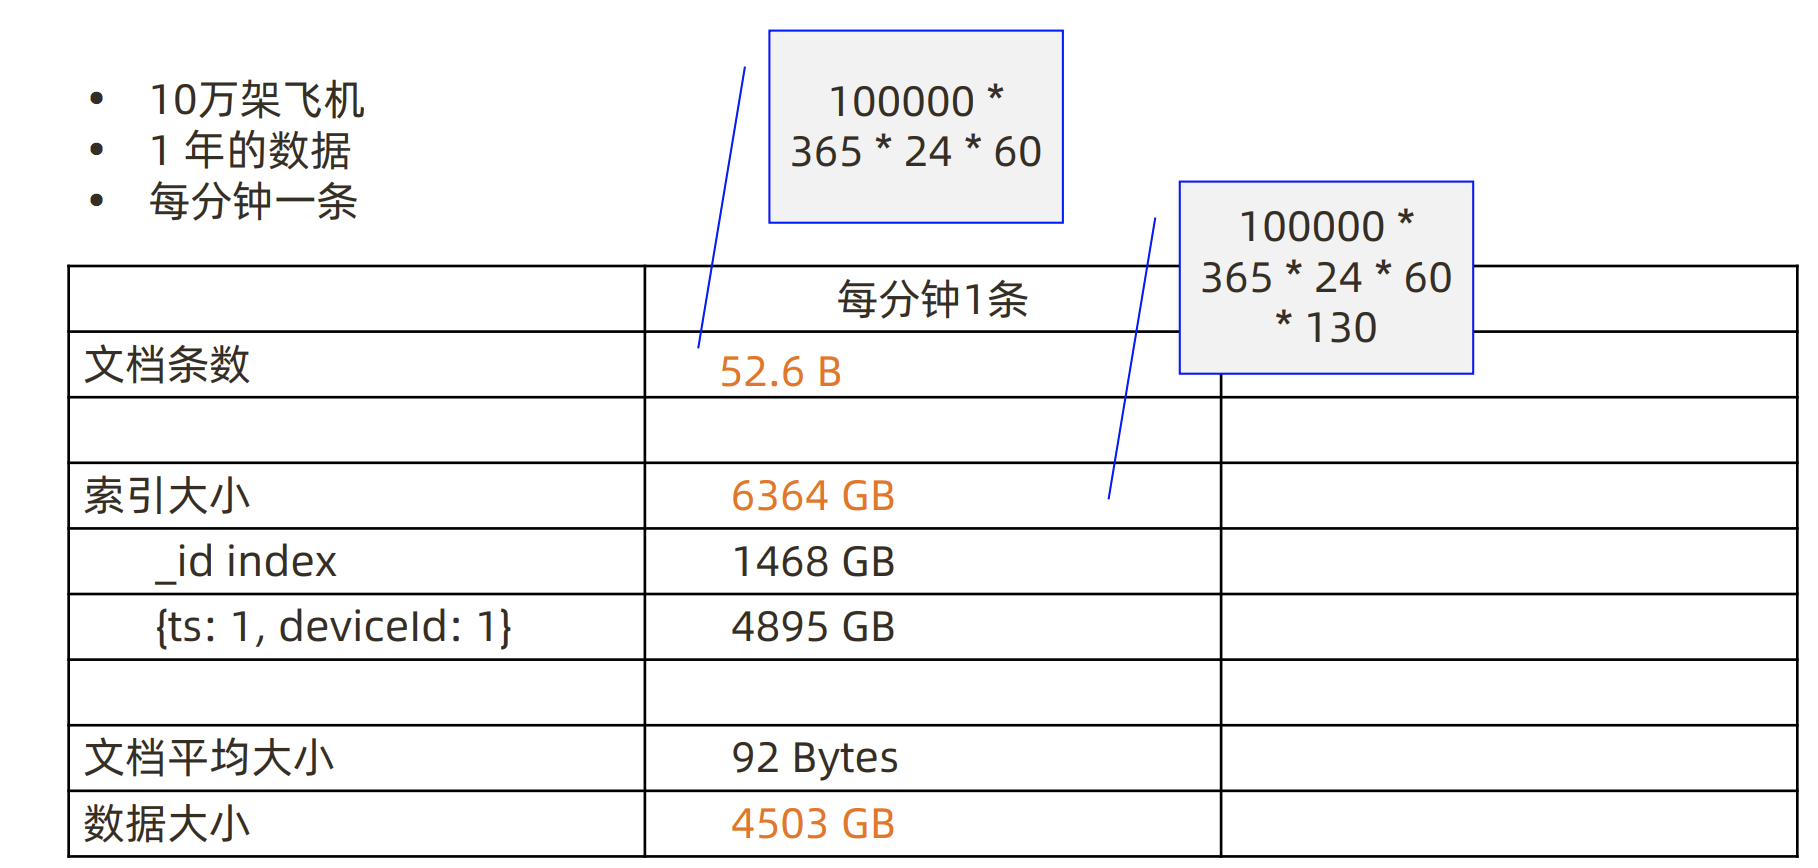 • 10万架飞机
• 1 年的数据
• 每分钟一条
100000 *
365 * 24 * 60
100000 *
365 * 24 * 60
* 130
每分钟1条
文档条数 52.6 B
索引大小 6364 GB
_id index 1468 GB
{ts: 1, deviceId: 1} 4895 GB
文档平均大小 92 Bytes
数据大小 4503 GB